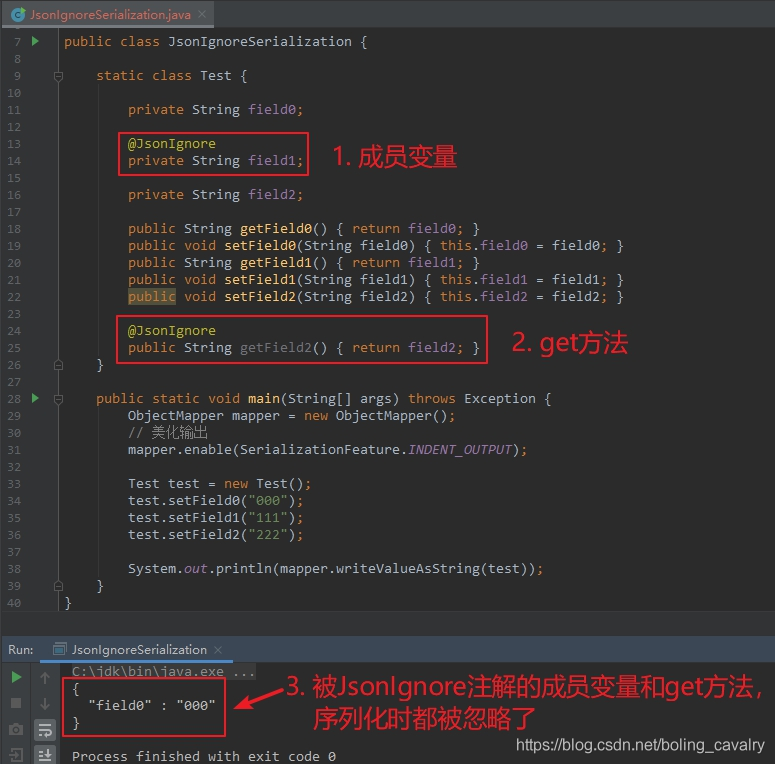 JsonIgnoreSerialization.java ×
7 public class JsonIgnoreSerialization {
8
9 static class Test {
10
11 private String field0;
12
13 @JsonIgnore
14 private String field1;
1. 成员变量
15
16 private String field2;
17
18 public String getField0() { return field0; }
19 public void setField0(String field0) { this.field0 = field0; }
20 public String getField1() { return field1; }
21 public void setField1(String field1) { this.field1 = field1; }
22 public void setField2(String field2) { this.field2 = field2; }
23
24 @JsonIgnore
25 public String getField2() { return field2; }
2. get方法
26 }
27
28 public static void main(String[] args) throws Exception {
29 ObjectMapper mapper = new ObjectMapper();
30 // 美化输出
31 mapper.enable(SerializationFeature.INDENT_OUTPUT);
32
33 Test test = new Test();
34 test.setField0("000");
35 test.setField1("111");
36 test.setField2("222");
37
38 System.out.println(mapper.writeValueAsString(test));
39 }
40 }
Run: JsonIgnoreSerialization ×
C:\jdk\bin\java.exe ...
{
"field0" : "000"
}
3. 被JsonIgnore注解的成员变量和get方法，
序列化时都被忽略了
Process finished with exit code 0
https://blog.csdn.net/boling_cavalry